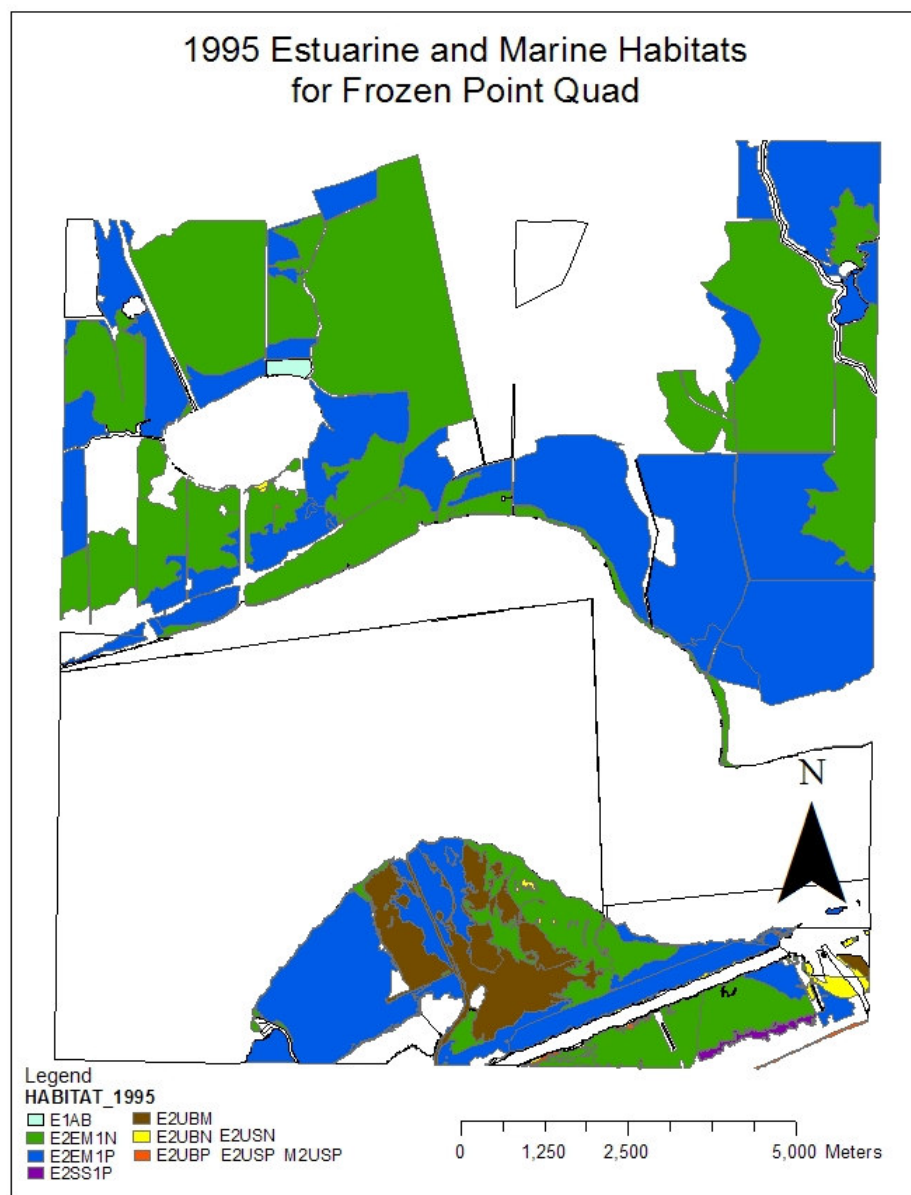 1995 Estuarine and Marine Habitats
for Frozen Point Quad
N
Legend
HABITAT_1995
E1AB
E2EM1N
E2EM1P
E2SS1P
E2UBM
E2UBN E2USN
E2UBP E2USP M2USP
0 1,250 2,500 5,000 Meters